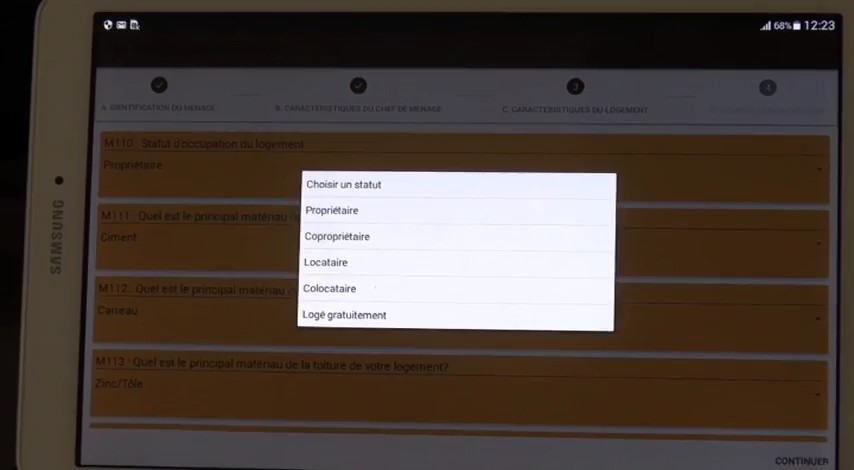 68% 12:23
3 4
A. IDENTIFICATION DU MENAGE B. CARACTERISTIQUES DU CHEF DE MENAGE C. CARACTERISTIQUES DU LOGEMENT
M110 : Statut d'occupation du logement
Propriétaire
Choisir un statut
Propriétaire
Copropriétaire
Locataire
Colocataire
Logé gratuitement
M111 : Quel est le principal matériau
Ciment
M112 : Quel est le principal matériau
Carreau
M113 : Quel est le principal matériau de la toiture de votre logement?
Zinc/Tôle
CONTINUER
SAMSUNG